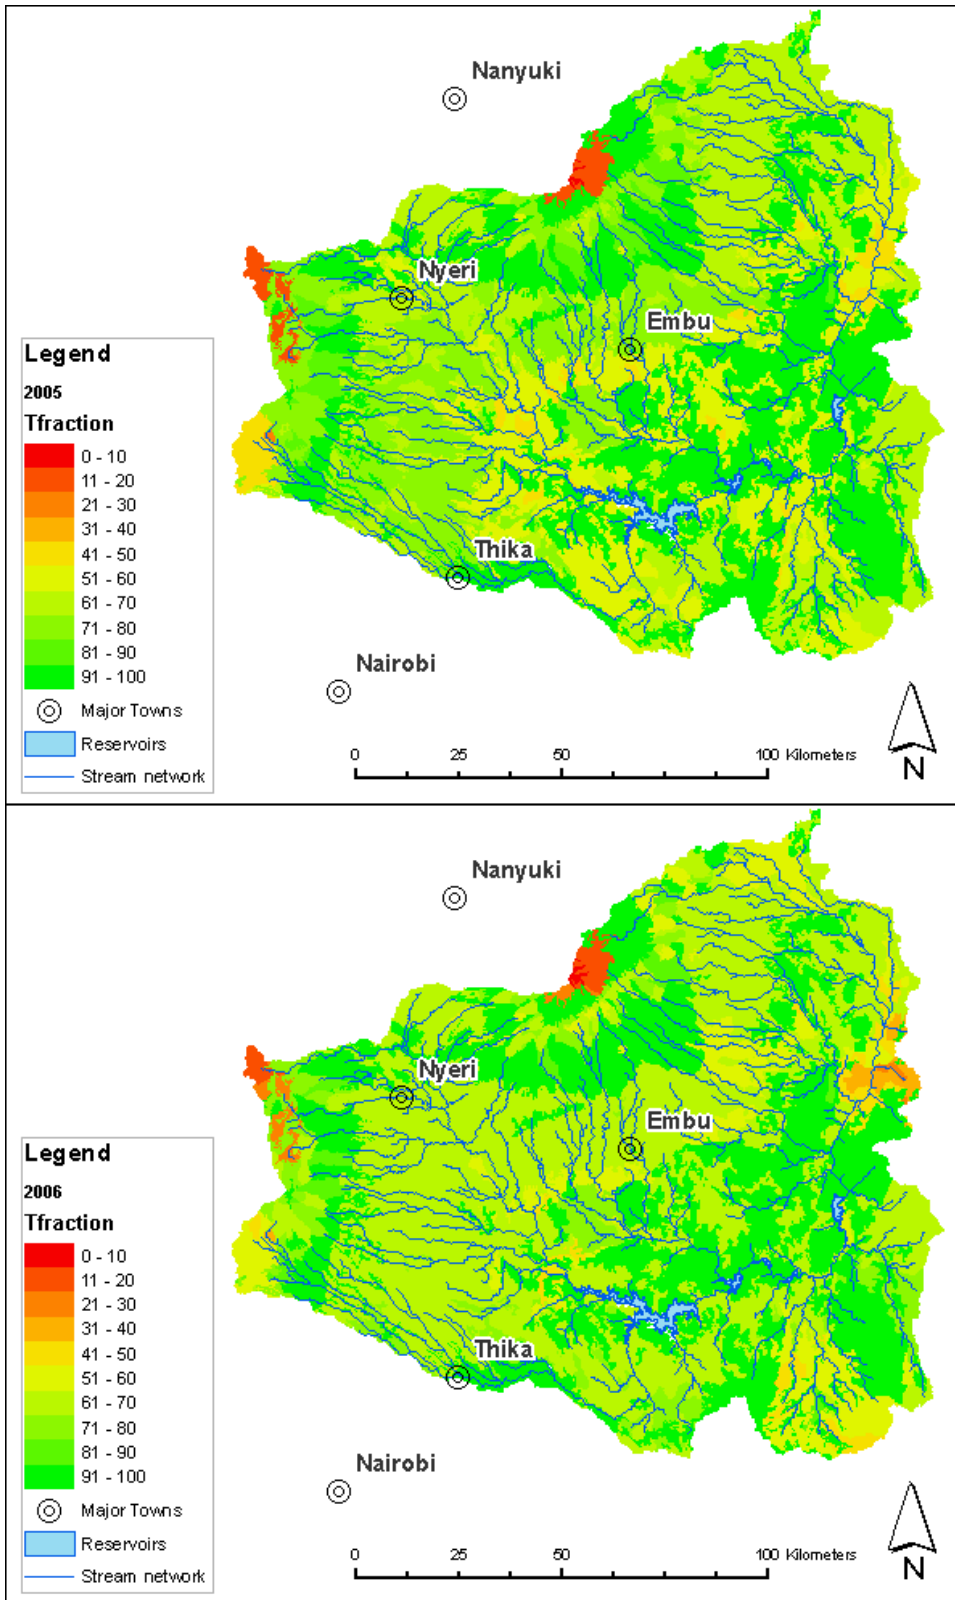 Nanyuki
Nyeri
Embu
Legend
2005
Tfraction
0 - 10
11 - 20
21 - 30
31 - 40
41 - 50
51 - 60
61 - 70
71 - 80
81 - 90
91 - 100
Major Towns
Reservoirs
Stream network
Thika
Nairobi
0 25 50 100 Kilometers
N
Nanyuki
Nyeri
Embu
Legend
2006
Tfraction
0 - 10
11 - 20
21 - 30
31 - 40
41 - 50
51 - 60
61 - 70
71 - 80
81 - 90
91 - 100
Major Towns
Reservoirs
Stream network
Thika
Nairobi
0 25 50 100 Kilometers
N